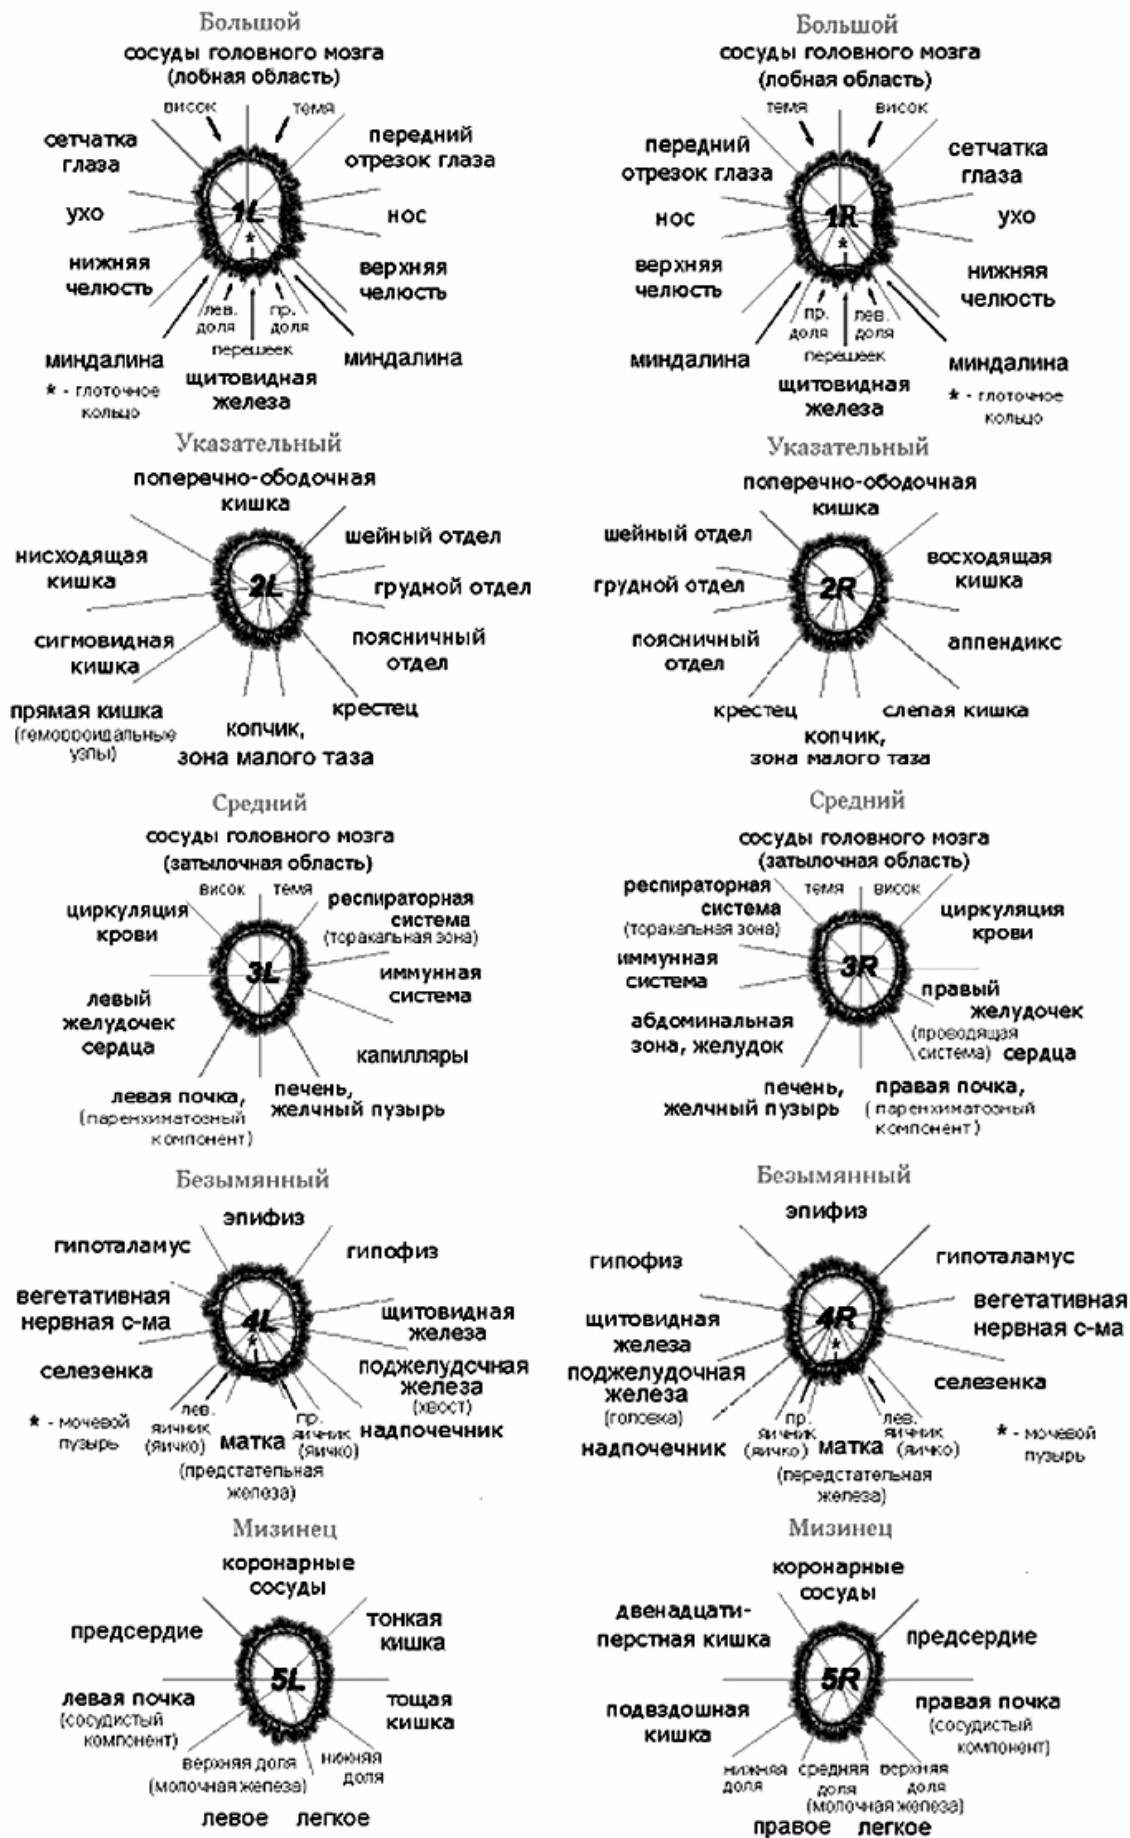 Большой
сосуды головного мозга
(лобная область)
висок
темя
сетчатка
глаза
передний
отрезок глаза
ухо
1L
нос
*
нижняя
челюсть
верхняя
челюсть
лев.
доля
пр.
доля
перешеек
миндалина
миндалина
* - глоточное
кольцо
щитовидная
железа
Большой
сосуды головного мозга
(лобная область)
темя
висок
передний
отрезок глаза
сетчатка
глаза
нос
1R
ухо
*
верхняя
челюсть
нижняя
челюсть
пр.
доля
лев.
доля
перешеек
миндалина
миндалина
щитовидная
железа
* - глоточное
кольцо
Указательный
поперечно-ободочная
кишка
шейный отдел
нисходящая
кишка
2L
грудной отдел
сигмовидная
кишка
поясничный
отдел
прямая кишка
(геморроидальные
узлы)
крестец
копчик,
зона малого таза
Указательный
поперечно-ободочная
кишка
шейный отдел
восходящая
кишка
грудной отдел
2R
поясничный
отдел
аппендикс
крестец
слепая кишка
копчик,
зона малого таза
Средний
сосуды головного мозга
(затылочная область)
висок
темя
циркуляция
крови
респираторная
система
(торакальная зона)
3L
иммунная
система
левый
желудочек
сердца
капилляры
левая почка,
(паренхиматозный
компонент)
печень,
желчный пузырь
Средний
сосуды головного мозга
(затылочная область)
темя
висок
респираторная
система
(торакальная зона)
циркуляция
крови
иммунная
система
3R
правый
желудочек
(проводящая
система) сердца
абдоминальная
зона, желудок
печень,
желчный пузырь
правая почка,
(паренхиматозный
компонент)
Безымянный
эпифиз
гипоталамус
гипофиз
вегетативная
нервная с-ма
4L
*
щитовидная
железа
селезенка
поджелудочная
железа
(хвост)
* - мочевой
пузырь
лев.
яичник
(яичко)
матка
(предстательная
железа)
пр.
яичник
(яичко)
надпочечник
Безымянный
эпифиз
гипофиз
гипоталамус
щитовидная
железа
4R
*
вегетативная
нервная с-ма
поджелудочная
железа
(головка)
селезенка
надпочечник
пр.
яичник
(яичко)
матка
(передстательная
железа)
лев.
яичник
(яичко)
* - мочевой
пузырь
Мизинец
коронарные
сосуды
предсердие
тонкая
кишка
5L
левая почка
(сосудистый
компонент)
тощая
кишка
верхняя доля
(молочная железа)
нижняя
доля
левое легкое
Мизинец
коронарные
сосуды
двенадцати-
перстная кишка
предсердие
5R
подвздошная
кишка
правая почка
(сосудистый
компонент)
нижняя
доля
средняя
доля
верхняя
доля
(молочная железа)
правое легкое